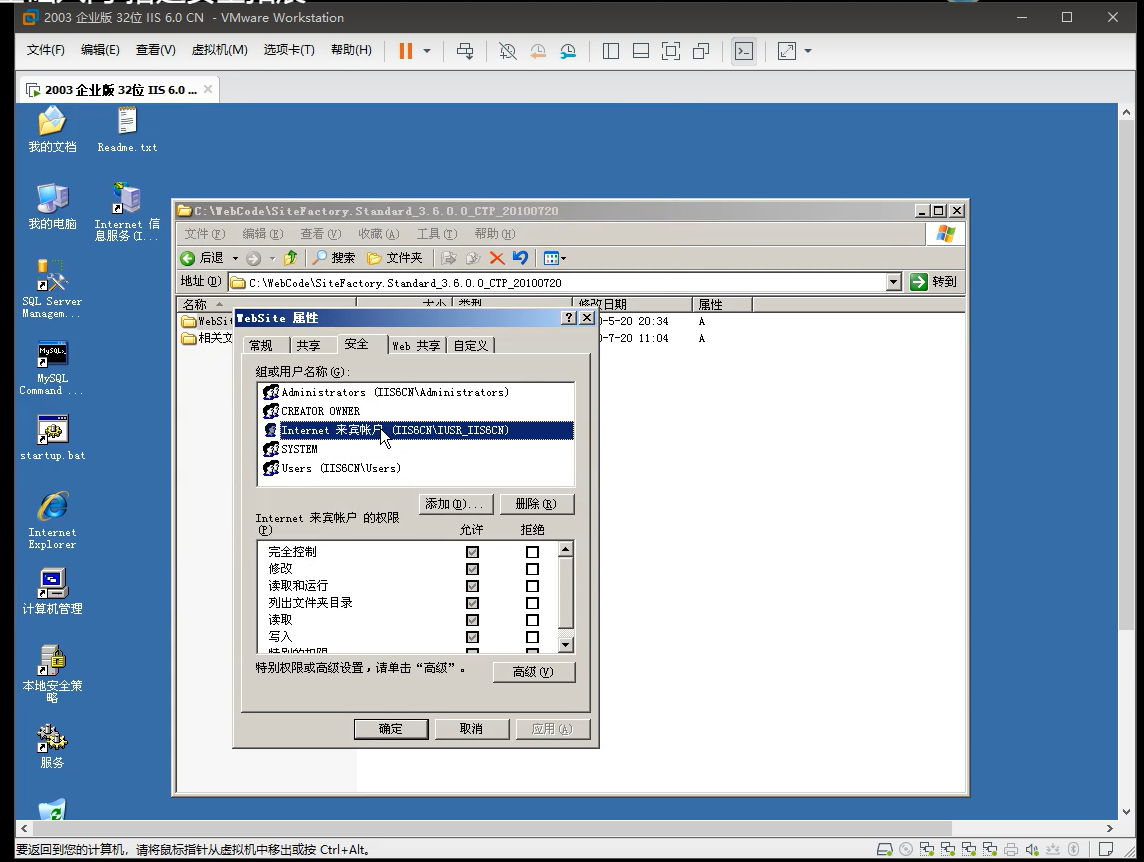 2003 企业版 32位 IIS 6.0 CN - VMware Workstation
文件(F) 编辑(E) 查看(V) 虚拟机(M) 选项卡(T) 帮助(H)
2003 企业版 32位 IIS 6.0 ...
我的文档
Readme.txt
我的电脑
Internet 信
息服务(I...
SQL Server
Managem...
MySQL
Command ...
startup.bat
Internet
Explorer
计算机管理
本地安全策
略
服务
C:\WebCode\SiteFactory.Standard_3.6.0.0_CTP_20100720
文件(F) 编辑(E) 查看(V) 收藏(A) 工具(T) 帮助(H)
后退 搜索 文件夹
地址(D) C:\WebCode\SiteFactory.Standard_3.6.0.0_CTP_20100720 转到
名称 大小 类型 修改日期 属性
WebSi 0-5-20 20:34 A
相关文 0-7-20 11:04 A
WebSite 属性
常规 共享 安全 Web 共享 自定义
组或用户名称(G):
Administrators (IIS6CN\Administrators)
CREATOR OWNER
Internet 来宾帐户 (IIS6CN\IUSR_IIS6CN)
SYSTEM
Users (IIS6CN\Users)
添加(D)... 删除(R)
Internet 来宾帐户 的权限
(P) 允许 拒绝
完全控制
修改
读取和运行
列出文件夹目录
读取
写入
特别的权限
特别权限或高级设置，请单击“高级”。 高级(V)
确定 取消 应用(A)
要返回到您的计算机，请将鼠标指针从虚拟机中移出或按 Ctrl+Alt。